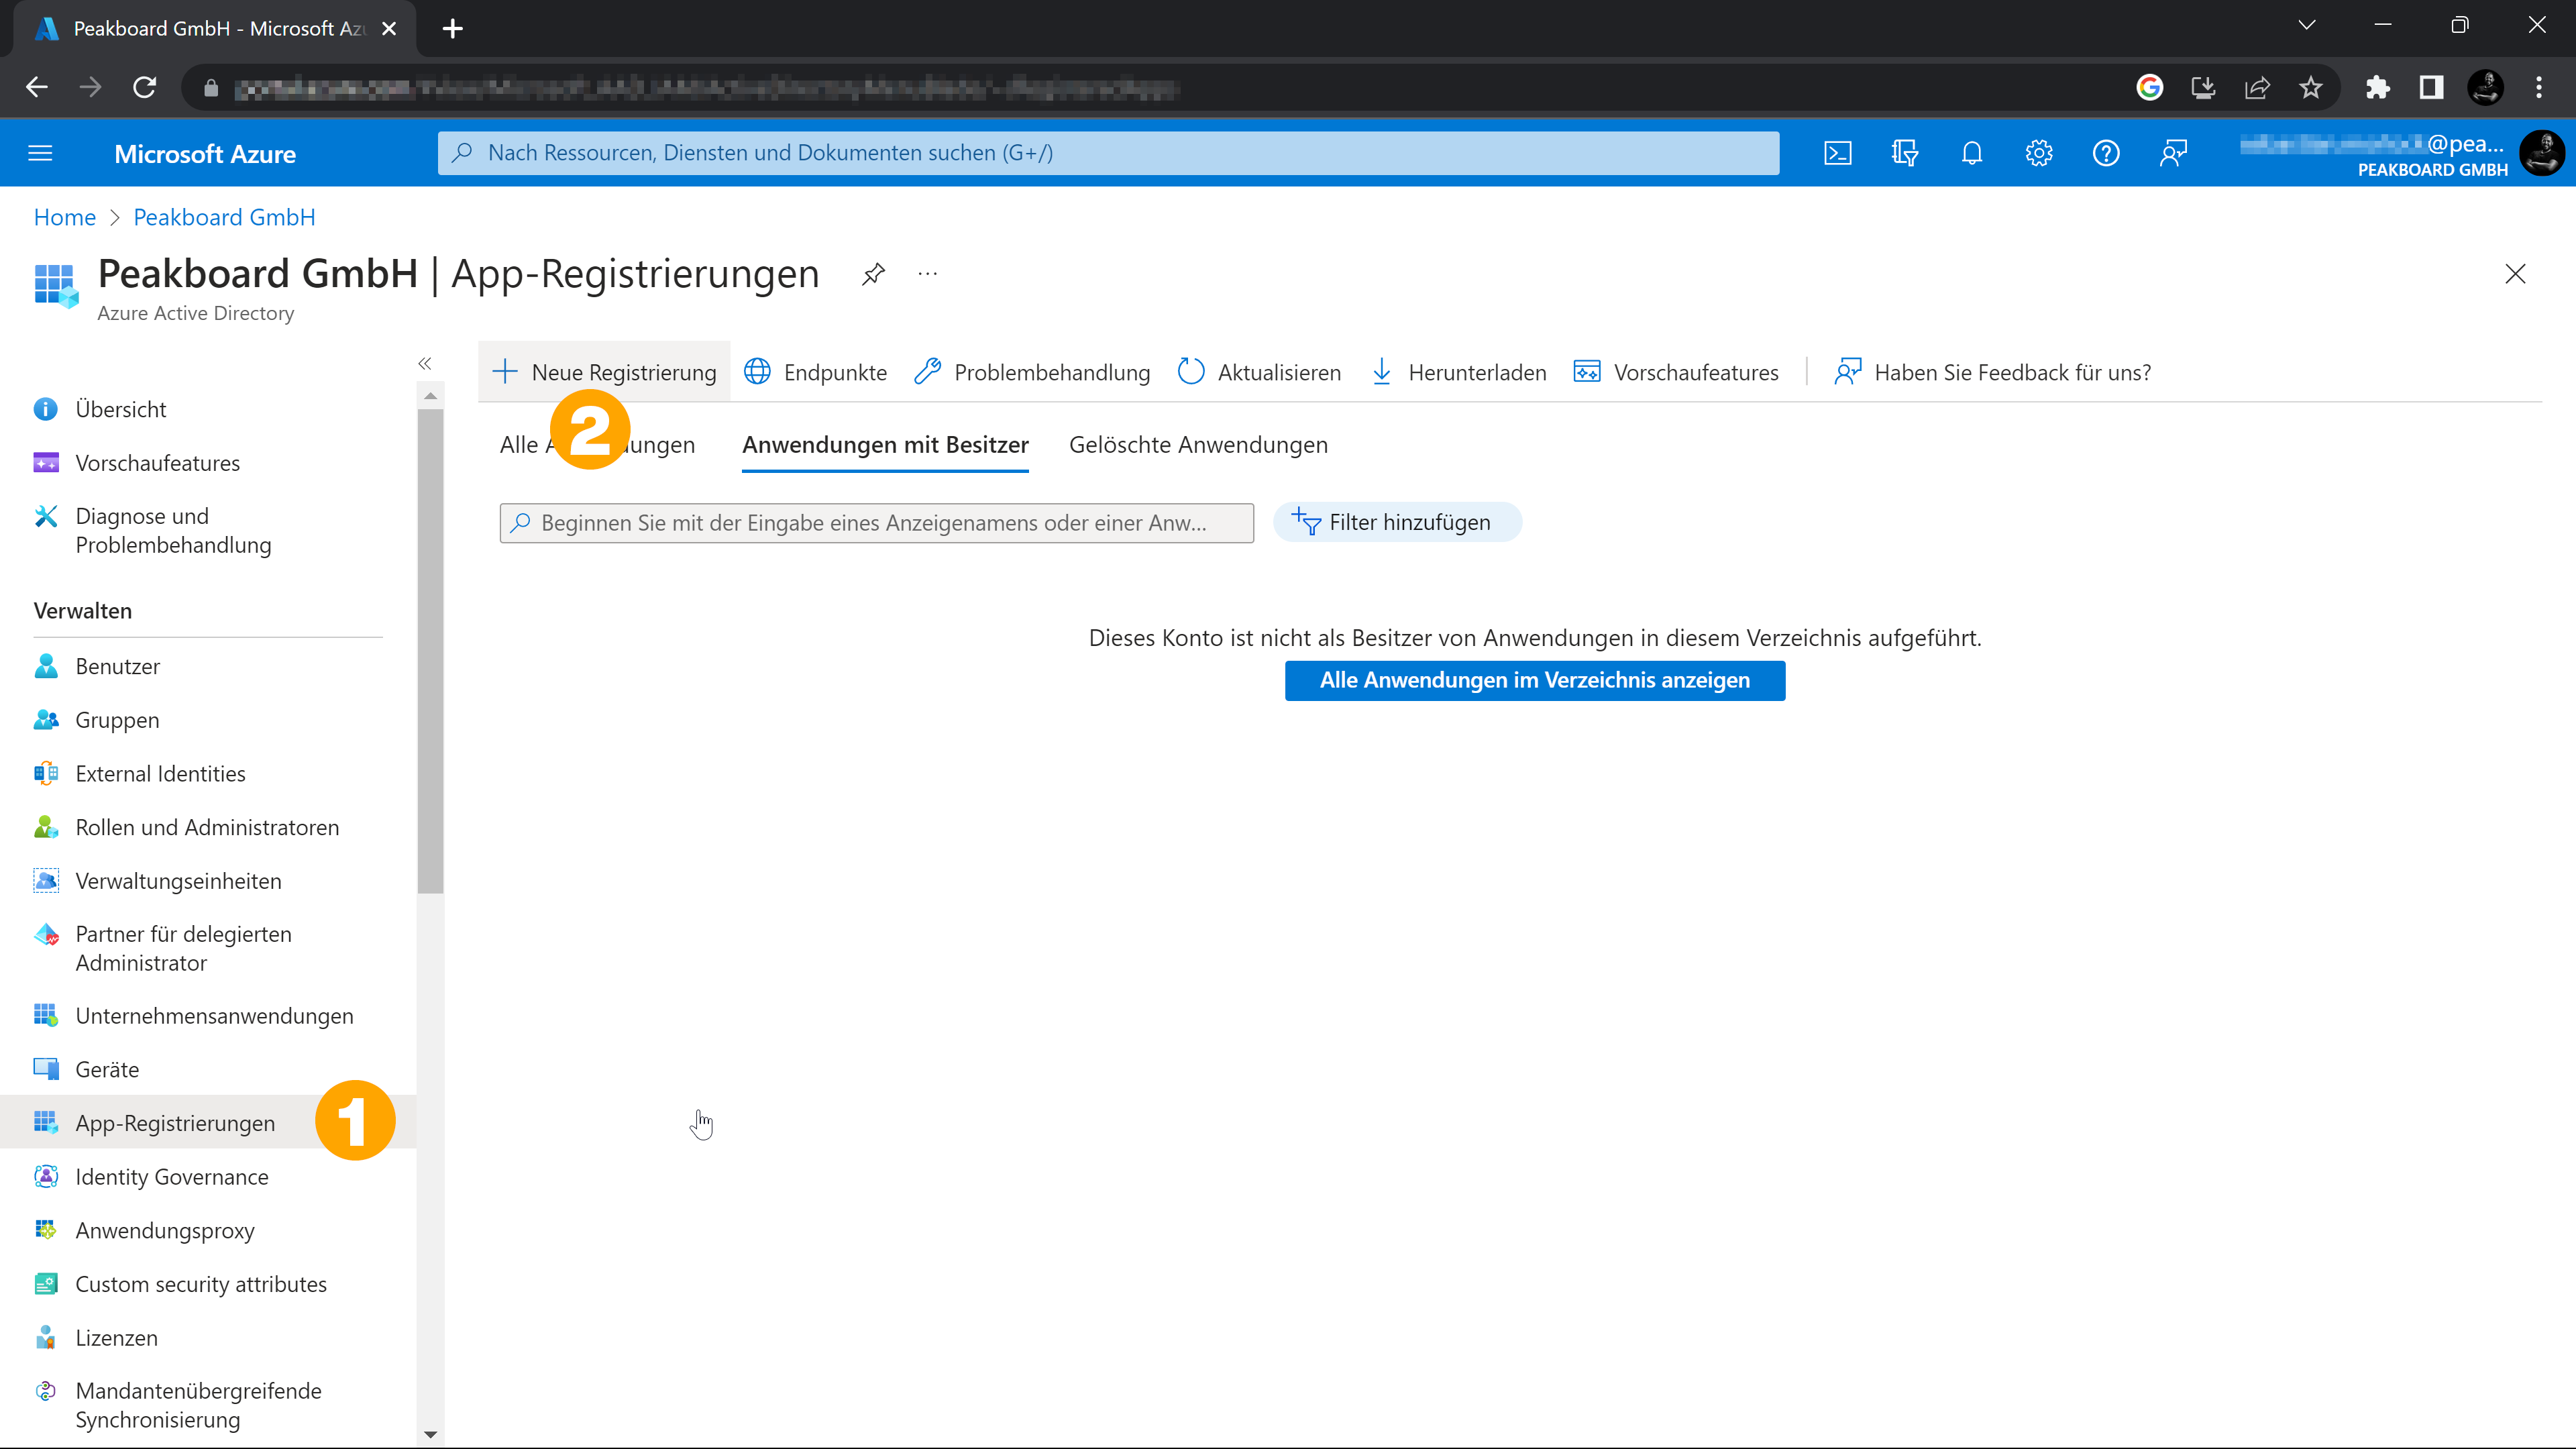 Peakboard GmbH - Microsoft Az
Microsoft Azure
Nach Ressourcen, Diensten und Dokumenten suchen (G+/)
@pea...
PEAKBOARD GMBH
Home > Peakboard GmbH
Peakboard GmbH | App-Registrierungen
Azure Active Directory
Neue Registrierung
Endpunkte
Problembehandlung
Aktualisieren
Herunterladen
Vorschaufeatures
Haben Sie Feedback für uns?
2
Alle
Anwendungen mit Besitzer
Gelöschte Anwendungen
Beginnen Sie mit der Eingabe eines Anzeigenamens oder einer Anw...
Filter hinzufügen
Dieses Konto ist nicht als Besitzer von Anwendungen in diesem Verzeichnis aufgeführt.
Alle Anwendungen im Verzeichnis anzeigen
Übersicht
Vorschaufeatures
Diagnose und
Problembehandlung
Verwalten
Benutzer
Gruppen
External Identities
Rollen und Administratoren
Verwaltungseinheiten
Partner für delegierten
Administrator
Unternehmensanwendungen
Geräte
App-Registrierungen
1
Identity Governance
Anwendungsproxy
Custom security attributes
Lizenzen
Mandantenübergreifende
Synchronisierung